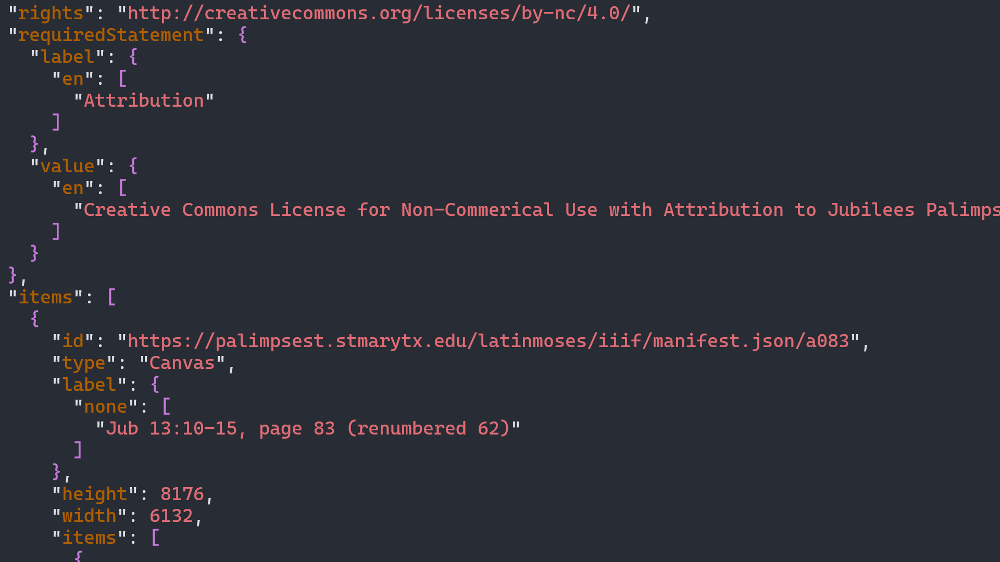 "rights": "http://creativecommons.org/licenses/by-nc/4.0/",
"requiredStatement": {
"label": {
"en": [
"Attribution"
]
},
"value": {
"en": [
"Creative Commons License for Non-Commerical Use with Attribution to Jubilees Palimps
]
}
},
"items": [
{
"id": "https://palimpsest.stmarytx.edu/latinmoses/iiif/manifest.json/a083",
"type": "Canvas",
"label": {
"none": [
"Jub 13:10-15, page 83 (renumbered 62)"
]
},
"height": 8176,
"width": 6132,
"items": [
{